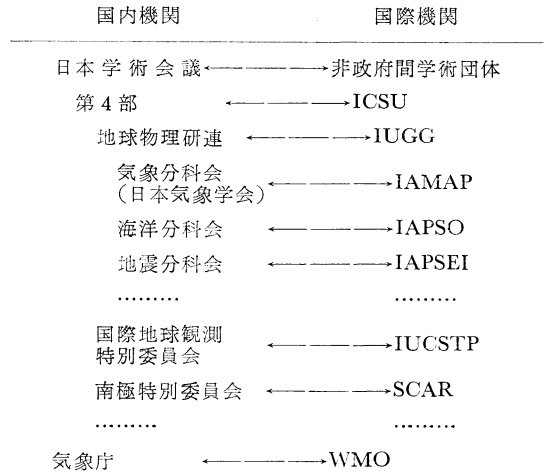 国内機関 国際機関
日本学術会議 ←― ― ―→ 非政府間学術団体
第4部 ←― ― ―→ ICSU
地球物理研連 ←― ― ―→ IUGG
気象分科会
(日本気象学会) ←― ― ―→ IAMAP
海洋分科会 ←― ― ―→ IAPSO
地震分科会 ←― ― ―→ IAPSEI
……… ………
国際地球観測
特別委員会 ←― ― ―→ IUCSTP
南極特別委員会 ←― ― ―→ SCAR
……… ………
気象庁 ←― ― ―→ WMO